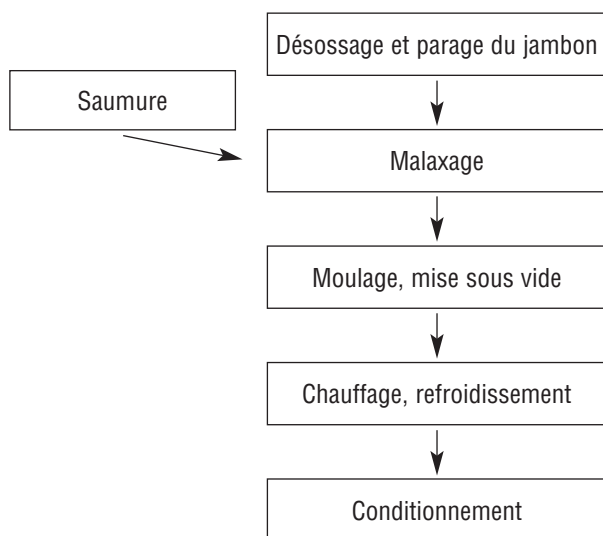 Désossage et parage du jambon
Saumure
Malaxage
Moulage, mise sous vide
Chauffage, refroidissement
Conditionnement